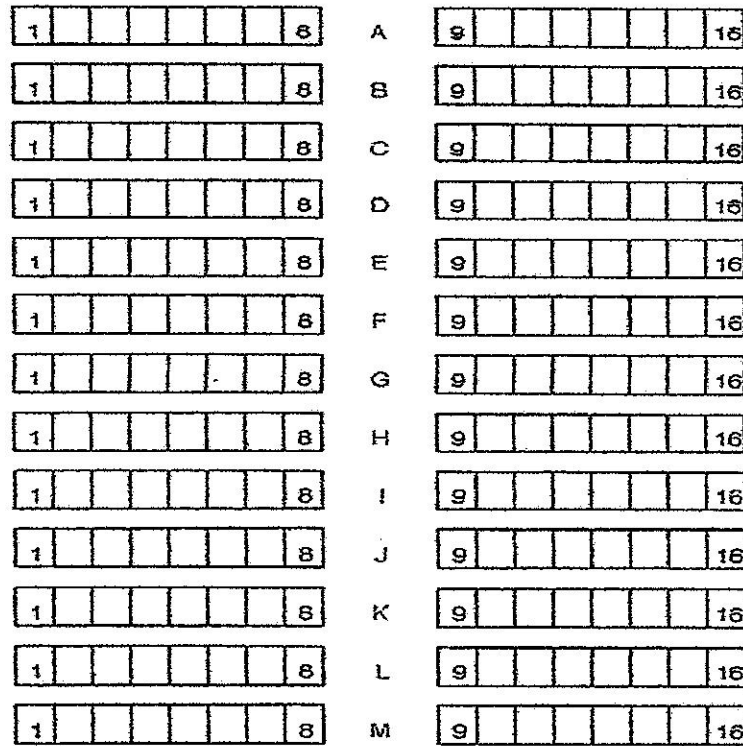 1 8 A 9 16
1 8 B 9 16
1 8 C 9 16
1 8 D 9 16
1 8 E 9 16
1 8 F 9 16
1 8 G 9 16
1 8 H 9 16
1 8 I 9 16
1 8 J 9 16
1 8 K 9 16
1 8 L 9 16
1 8 M 9 16